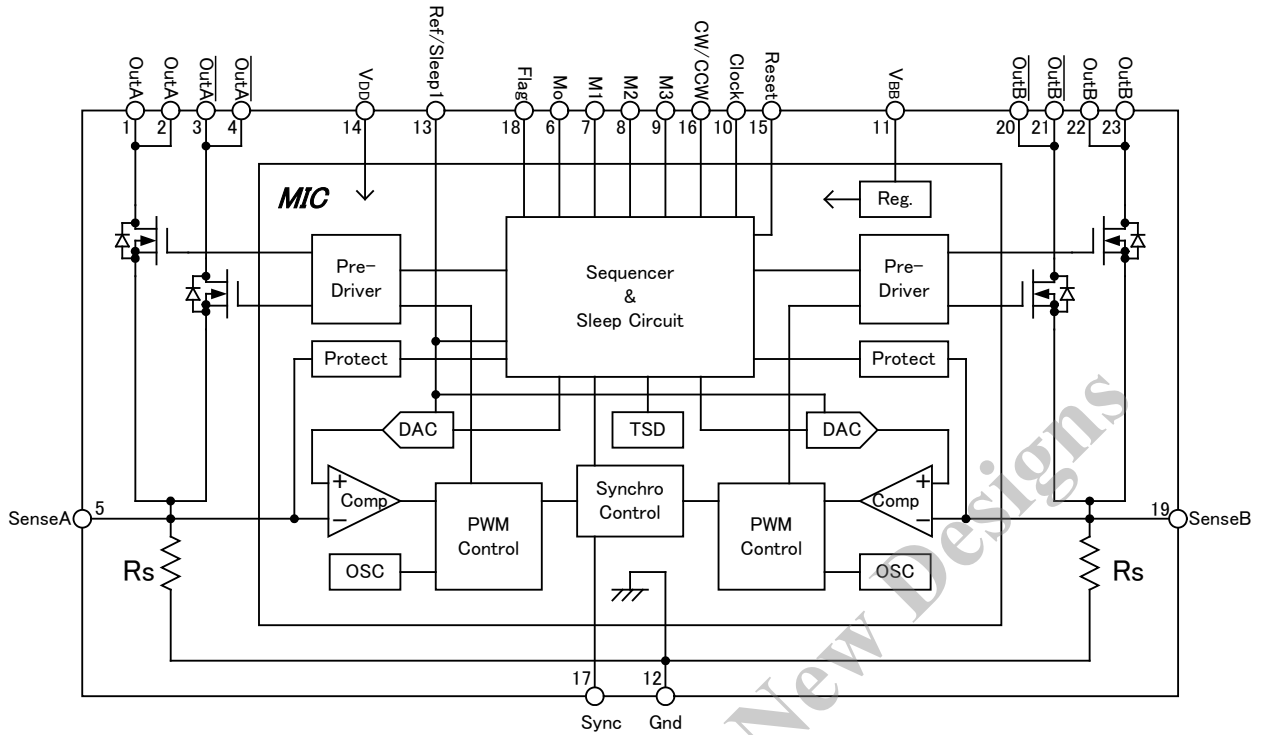 OutA
OutA
OutA
OutA
VDD
Ref/Sleep1
Flag
Mo
M1
M2
M3
CW/CCW
Clock
Reset
VBB
OutB
OutB
OutB
OutB
1
2
3
4
14
13
18
6
7
8
9
16
10
15
11
20
21
22
23
MIC
Reg.
Pre-
Driver
Sequencer
&
Sleep Circuit
Pre-
Driver
Protect
Protect
DAC
TSD
DAC
+
Comp
−
Synchro
Control
+
Comp
−
SenseA
5
PWM
Control
PWM
Control
19
SenseB
Rs
OSC
OSC
Rs
17
12
Sync
Gnd
New Designs